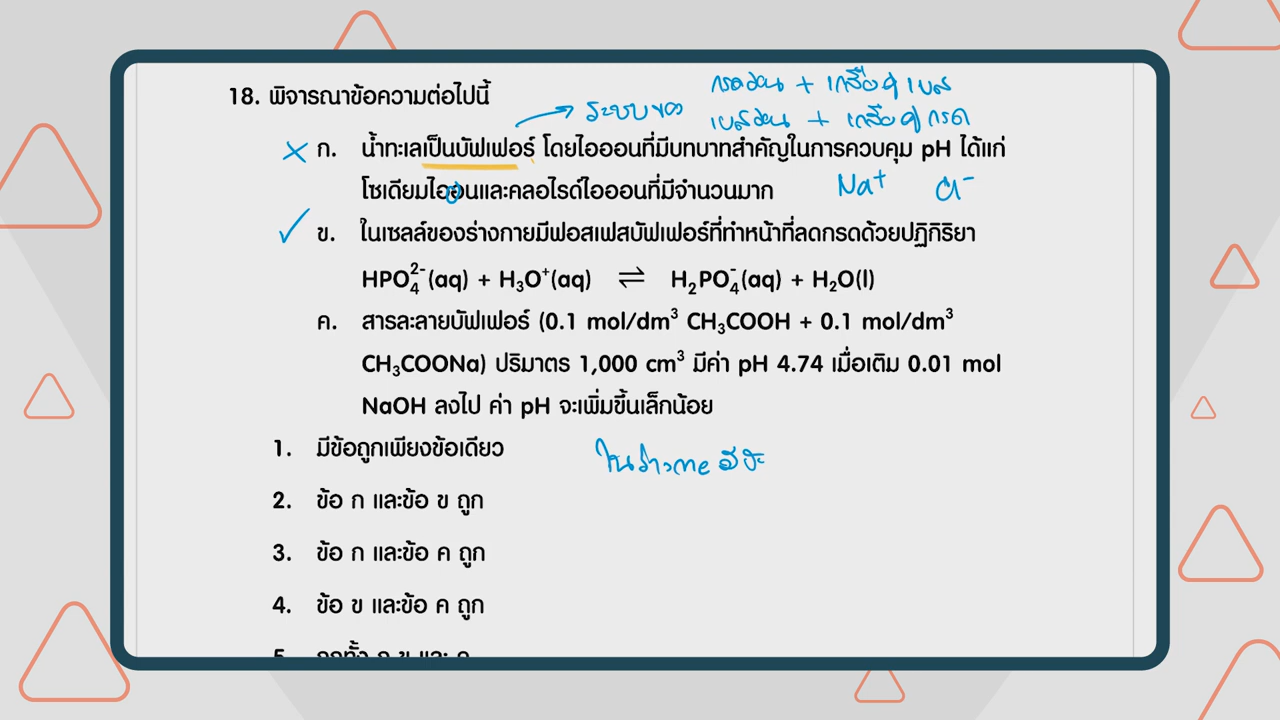 กรดอ่อน + เกลือคู่เบส
18. พิจารณาข้อความต่อไปนี้
ระบบของ
เบสอ่อน + เกลือคู่กรด
ก. น้ำทะเลเป็นบัฟเฟอร์ โดยไอออนที่มีบทบาทสำคัญในการควบคุม pH ได้แก่
โซเดียมไออนและคลอไรด์ไอออนที่มีจำนวนมาก
Na⁺ Cl⁻
ข. ในเซลล์ของร่างกายมีฟอสเฟสบัฟเฟอร์ที่ทำหน้าที่ลดกรดด้วยปฏิกิริยา
HPO₄²⁻(aq) + H₃O⁺(aq) ⇌ H₂PO₄⁻(aq) + H₂O(l)
ค. สารละลายบัฟเฟอร์ (0.1 mol/dm³ CH₃COOH + 0.1 mol/dm³
CH₃COONa) ปริมาตร 1,000 cm³ มีค่า pH 4.74 เมื่อเติม 0.01 mol
NaOH ลงไป ค่า pH จะเพิ่มขึ้นเล็กน้อย
1. มีข้อถูกเพียงข้อเดียว
2. ข้อ ก และข้อ ข ถูก
3. ข้อ ก และข้อ ค ถูก
4. ข้อ ข และข้อ ค ถูก